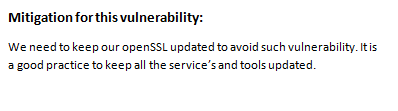 Mitigation for this vulnerability:
We need to keep our openSSL updated to avoid such vulnerability. It is
a good practice to keep all the service's and tools updated.